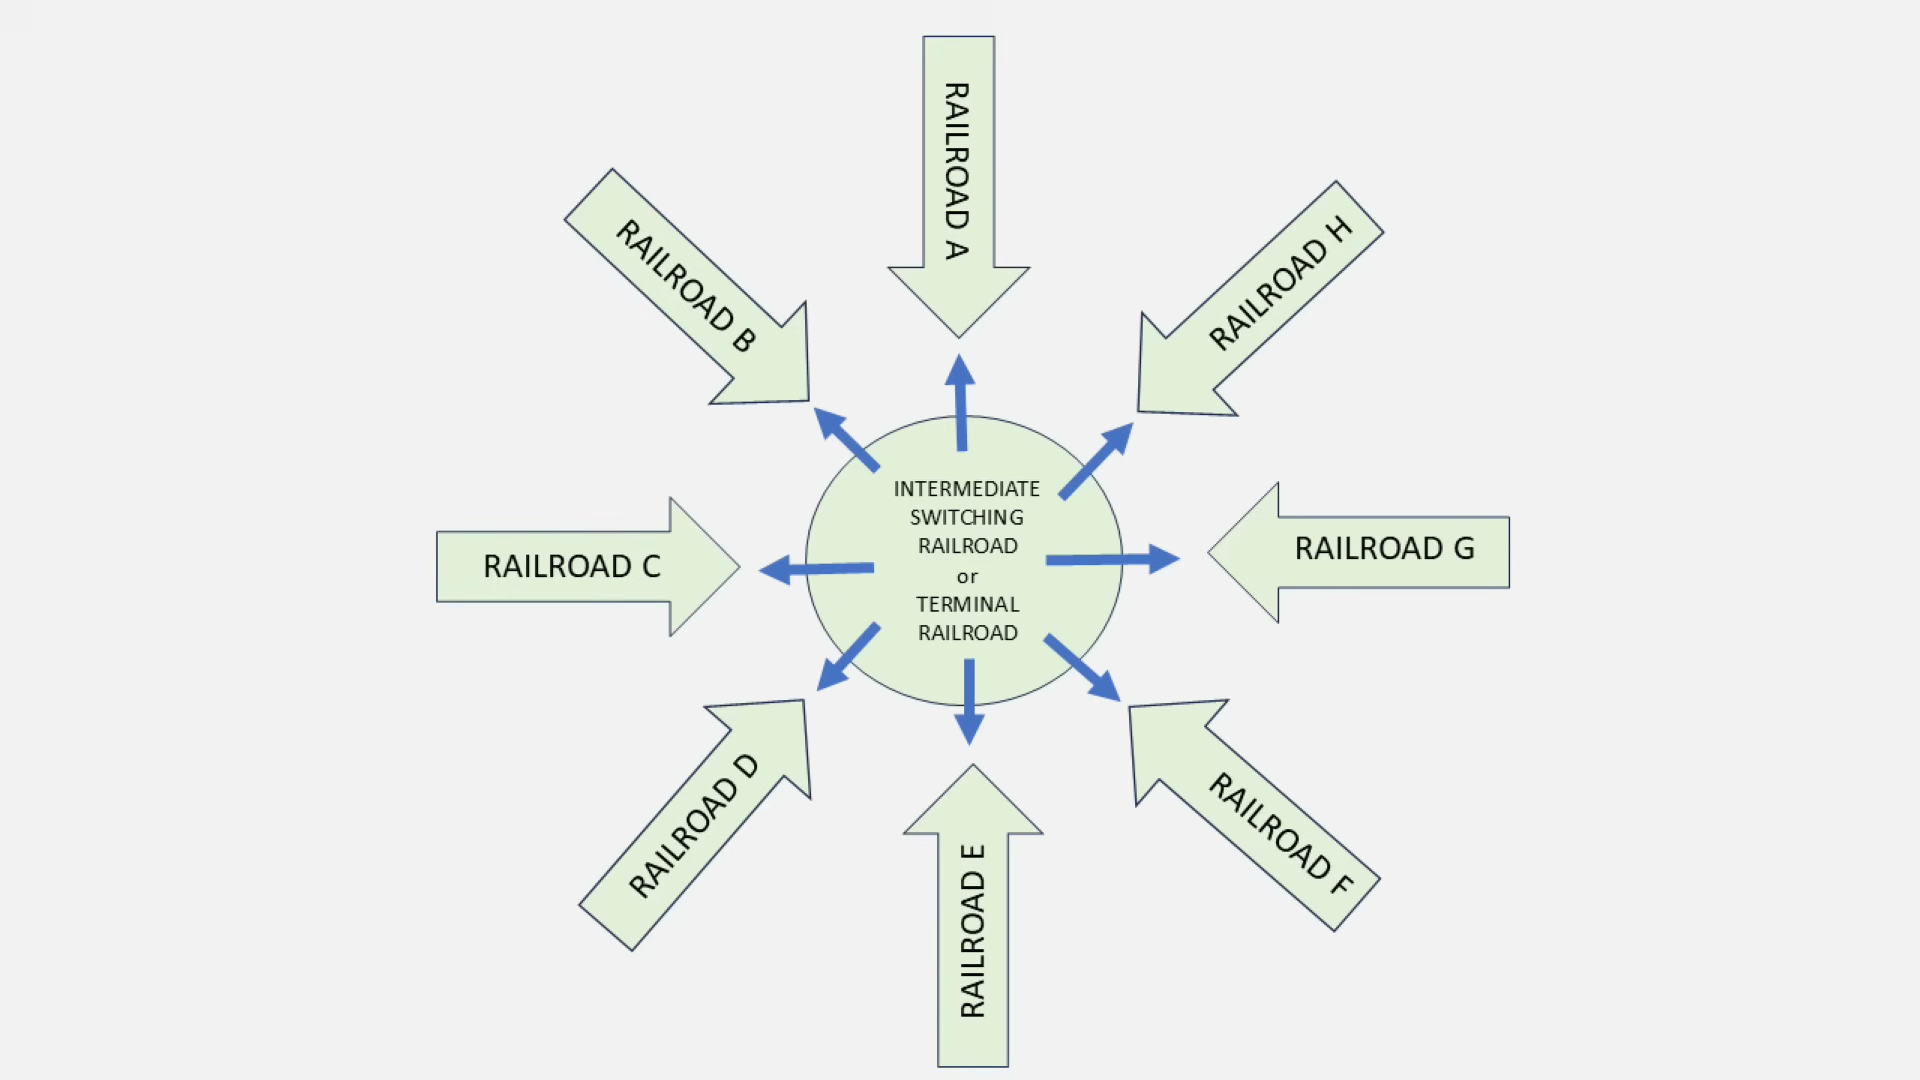 RAILROAD A
RAILROAD B
RAILROAD H
INTERMEDIATE
SWITCHING
RAILROAD
or
TERMINAL
RAILROAD
RAILROAD C
RAILROAD G
RAILROAD D
RAILROAD E
RAILROAD F